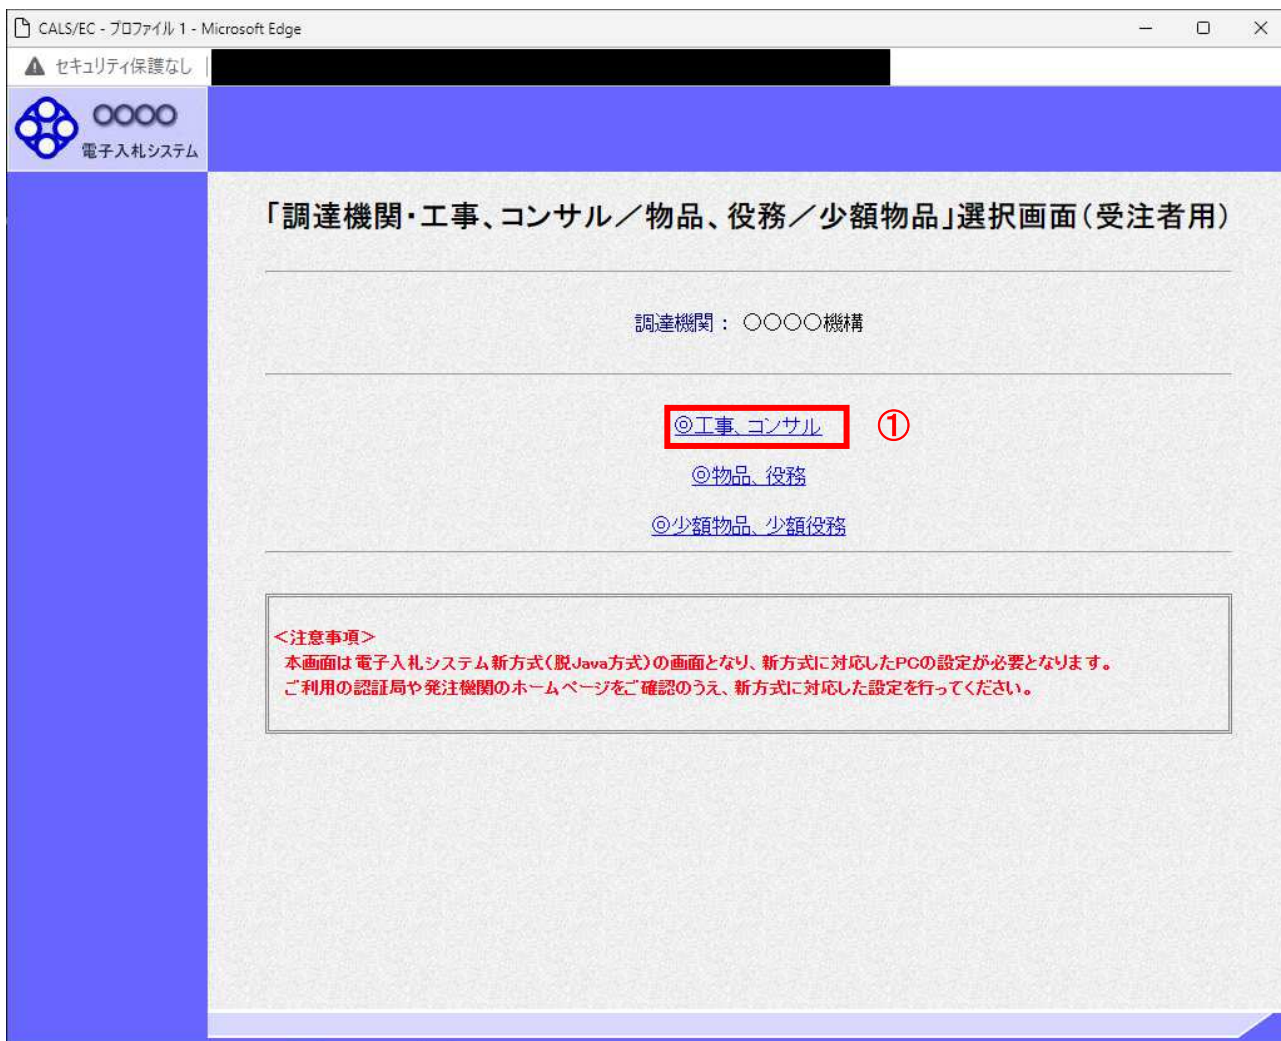 CALS/EC - プロファイル 1 - Microsoft Edge
セキュリティ保護なし
○○○○
電子入札システム
「調達機関・工事、コンサル／物品、役務／少額物品」選択画面（受注者用）
調達機関： ○○○○機構
◎工事、コンサル ①
◎物品、役務
◎少額物品、少額役務
＜注意事項＞
本画面は電子入札システム新方式（脱Java方式）の画面となり、新方式に対応したPCの設定が必要となります。
ご利用の認証局や発注機関のホームページをご確認のうえ、新方式に対応した設定を行ってください。